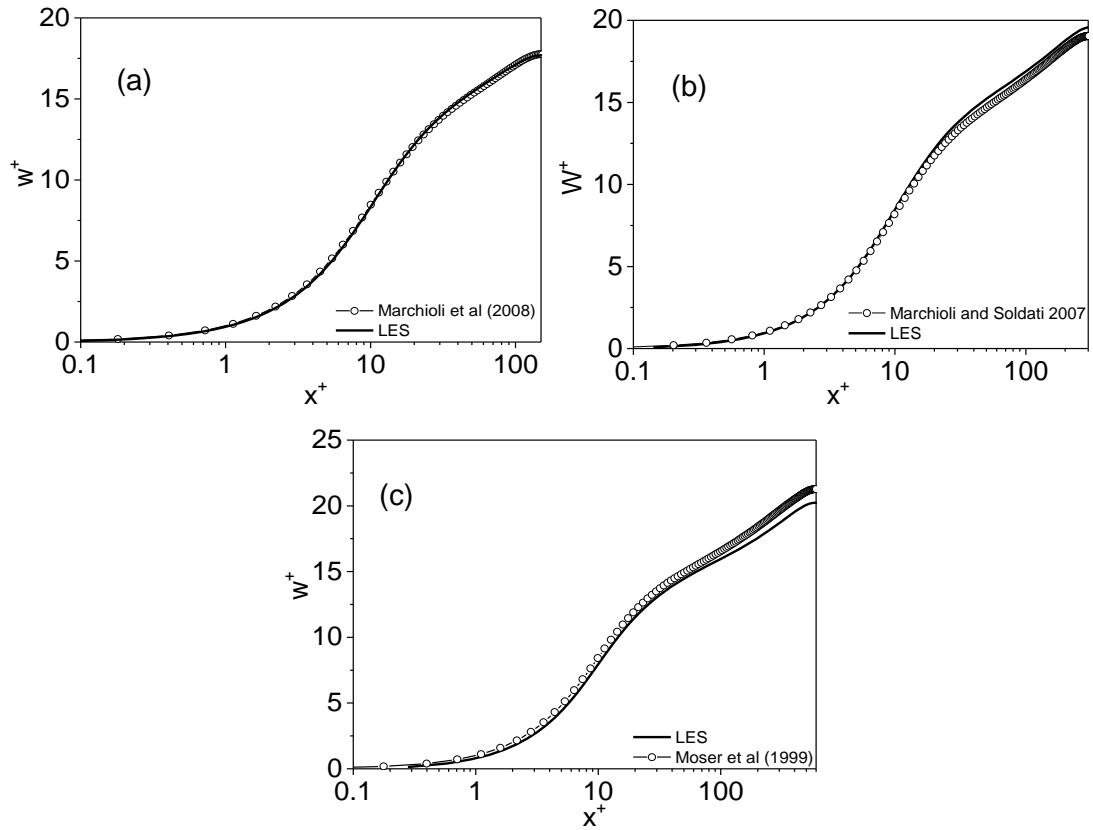 20
15
10
5
0
(a)
w+
Marchioli et al (2008)
LES
0.1 1 10 100
x+
20
15
10
5
0
(b)
W+
Marchioli and Soldati 2007
LES
0.1 1 10 100
x+
25
20
15
10
5
0
(c)
w+
LES
Moser et al (1999)
0.1 1 10 100
x+